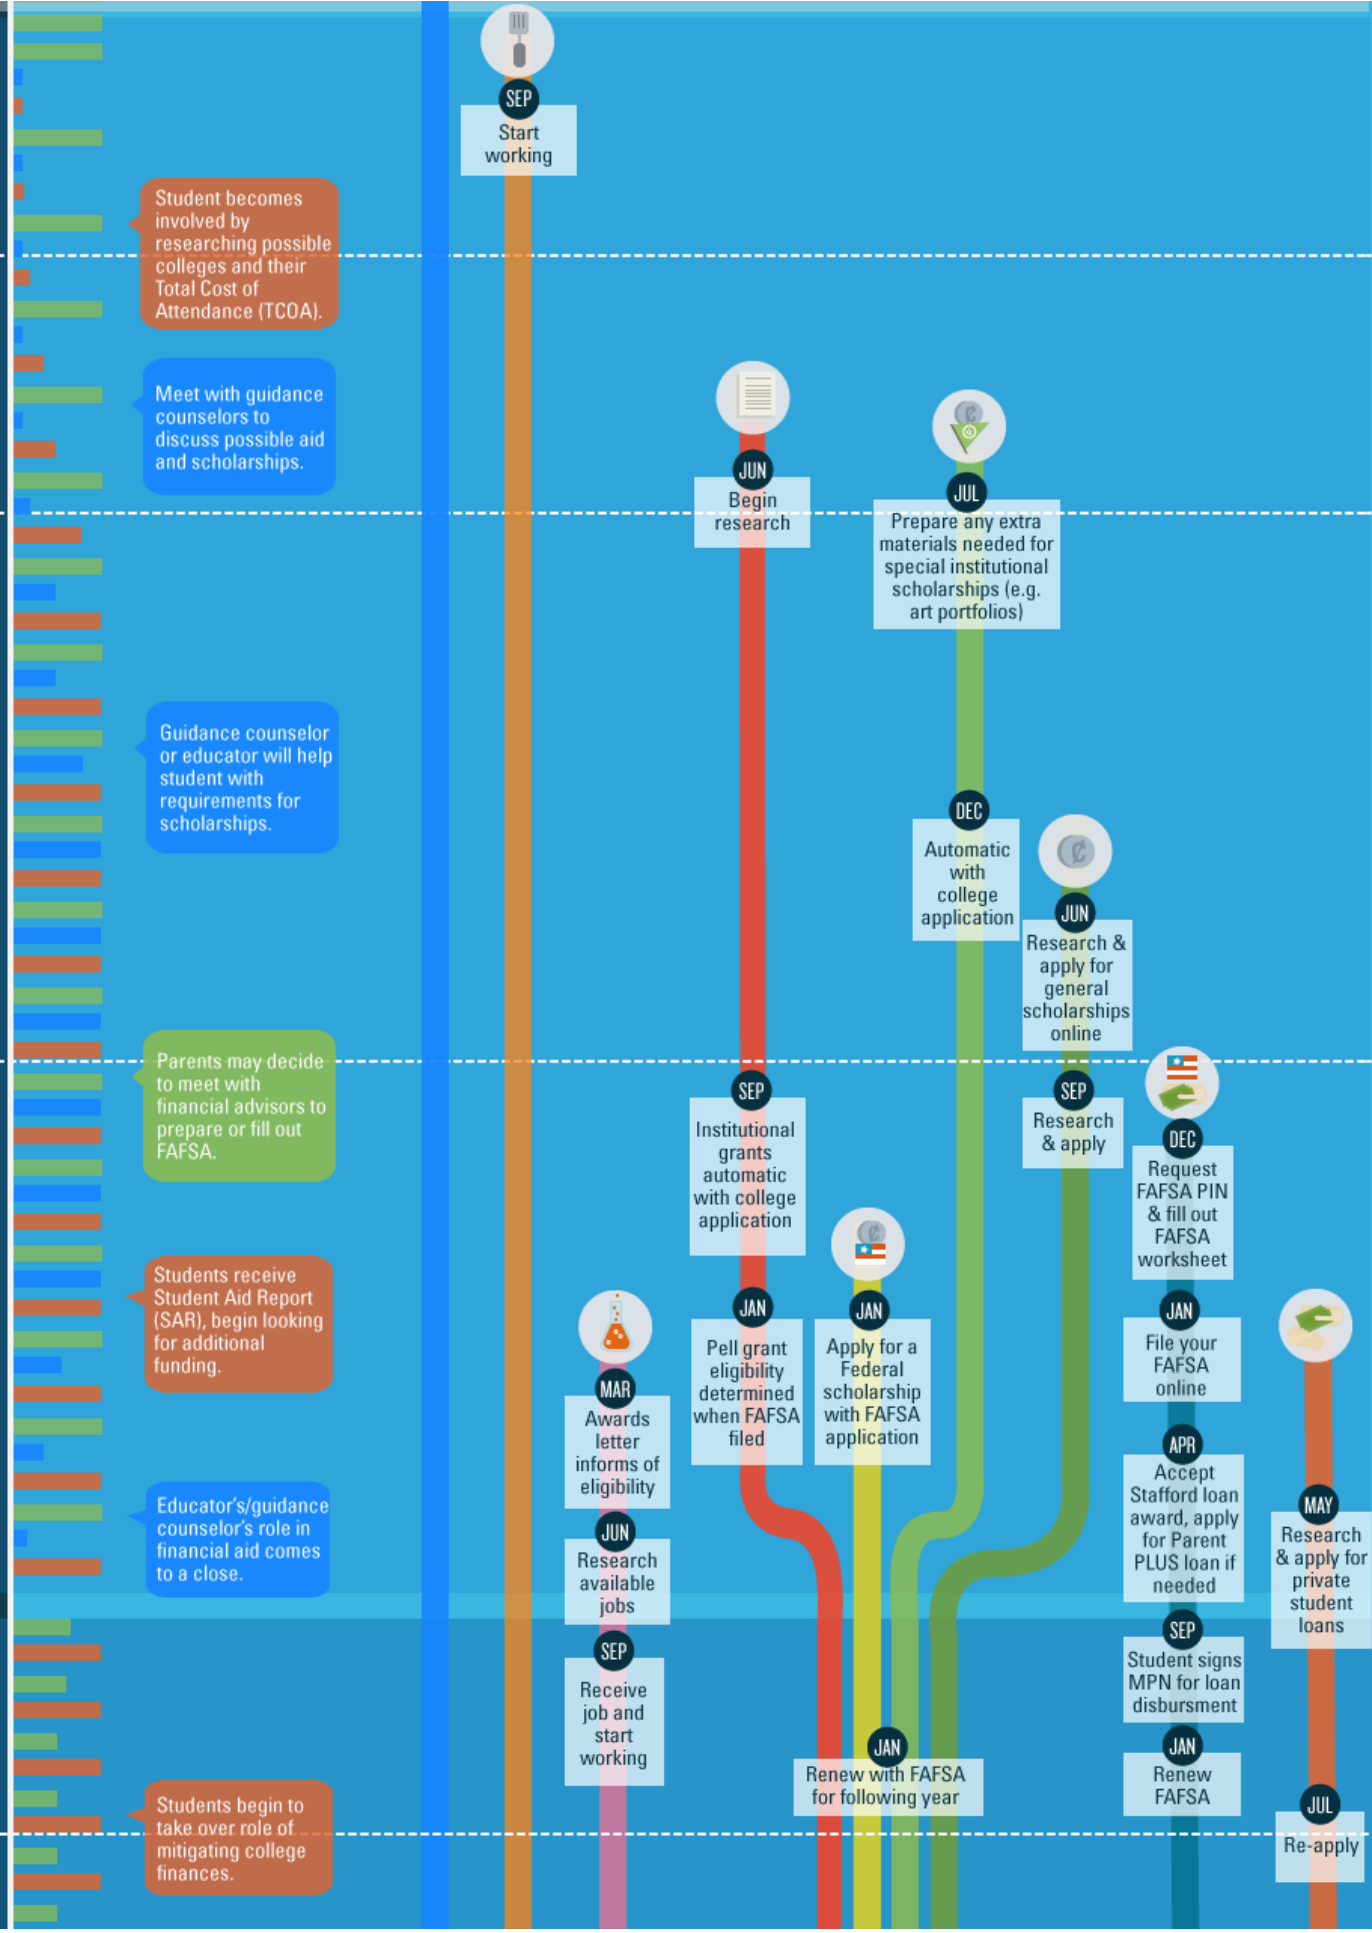 SEP
Start
working
Student becomes
involved by
researching possible
colleges and their
Total Cost of
Attendance (TCOA).
Meet with guidance
counselors to
discuss possible aid
and scholarships.
JUN
Begin
research
JUL
Prepare any extra
materials needed for
special institutional
scholarships (e.g.
art portfolios)
Guidance counselor
or educator will help
student with
requirements for
scholarships.
DEC
Automatic
with
college
application
JUN
Research &
apply for
general
scholarships
online
Parents may decide
to meet with
financial advisors to
prepare or fill out
FAFSA.
SEP
Institutional
grants
automatic
with college
application
SEP
Research
& apply
DEC
Request
FAFSA PIN
& fill out
FAFSA
worksheet
Students receive
Student Aid Report
(SAR), begin looking
for additional
funding.
JAN
Pell grant
eligibility
determined
when FAFSA
filed
JAN
Apply for a
Federal
scholarship
with FAFSA
application
JAN
File your
FAFSA
online
MAR
Awards
letter
informs of
eligibility
APR
Accept
Stafford loan
award, apply
for Parent
PLUS loan if
needed
MAY
Research
& apply for
private
student
loans
Educator's/guidance
counselor's role in
financial aid comes
to a close.
JUN
Research
available
jobs
SEP
Receive
job and
start
working
SEP
Student signs
MPN for loan
disbursment
JAN
Renew with FAFSA
for following year
JAN
Renew
FAFSA
Students begin to
take over role of
mitigating college
finances.
JUL
Re-apply